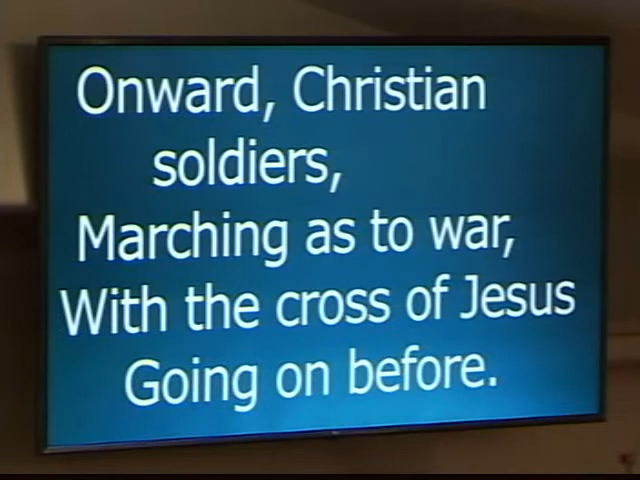 Onward, Christian
soldiers,
Marching as to war,
With the cross of Jesus
Going on before.